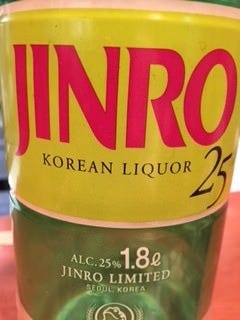 JINRO
KOREAN LIQUOR 25
ALC.25% 1.8ℓ
JINRO LIMITED
SEOUL, KOREA